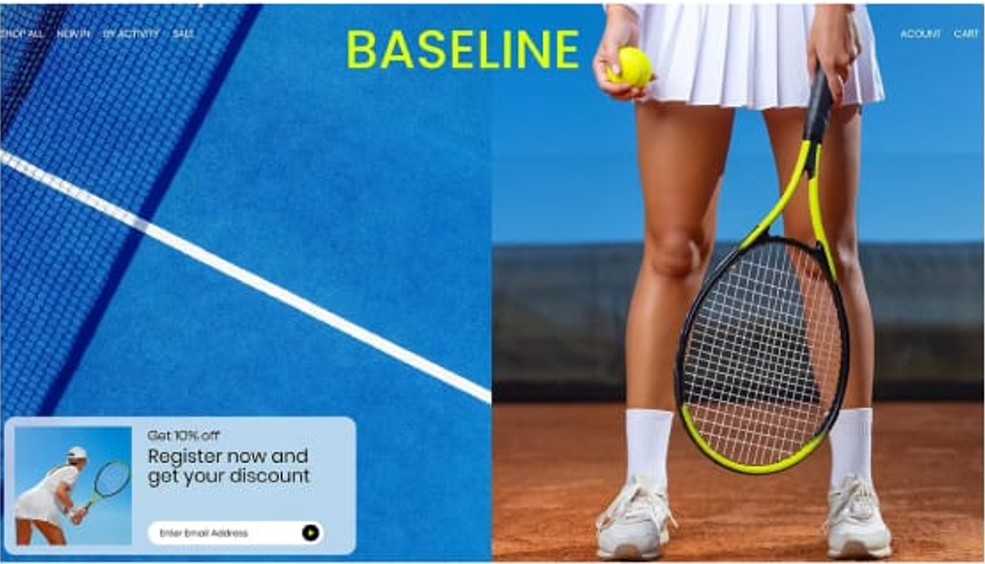 SHOP ALL NEW IN BY ACTIVITY SALE
BASELINE
ACOUNT CART
Get 10% off
Register now and
get your discount
Enter Email Address